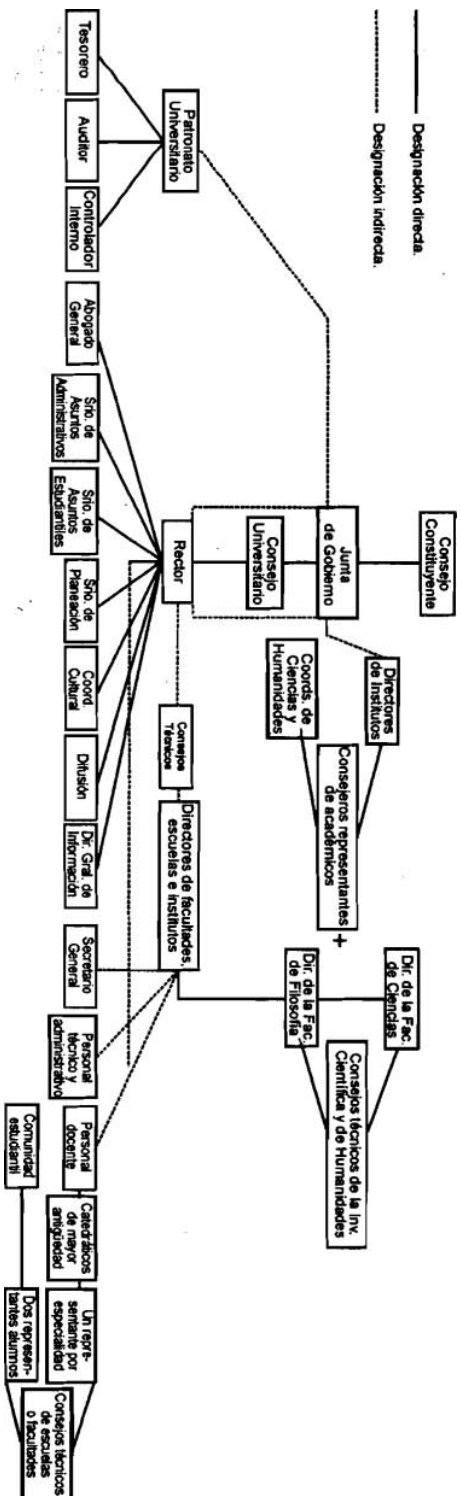 Designación directa.
Designación indirecta.
Consejo
Constituyente
Junta
de Gobierno
Consejo
Universitario
Rector
Patronato
Universitario
Tesorero
Auditor
Controlador
Interno
Abogado
General
Srio. de
Asuntos
Administrativos
Srio. de
Asuntos
Estudiantiles
Srio. de
Planeación
Coord.
Cultural
Difusión
Dir. Gral. de
Información
Directores
de Institutos
Coords. de
Ciencias y
Humanidades
Consejeros representantes
de académicos
+
Dir. de la Fac.
de Ciencias
Dir. de la Fac.
de Filosofía
Consejos técnicos de la Inv.
Científica y de Humanidades
Consejos
Técnicos
Directores de facultades,
escuelas e institutos
Secretario
General
Personal
técnico y
administrativo
Personal
docente
Catedráticos
de mayor
antigüedad
Un repre-
sentante por
especialidad
Comunidad
estudiantil
Dos represen-
tantes alumnos
Consejos técnicos
de escuelas
o facultades